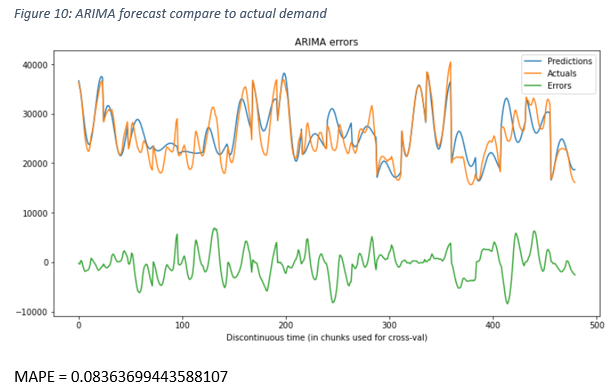 Figure 10: ARIMA forecast compare to actual demand
ARIMA errors
Predictions
Actuals
Errors
40000
30000
20000
10000
0
−10000
0 100 200 300 400 500
Discontinuous time (in chunks used for cross-val)
MAPE = 0.08363699443588107